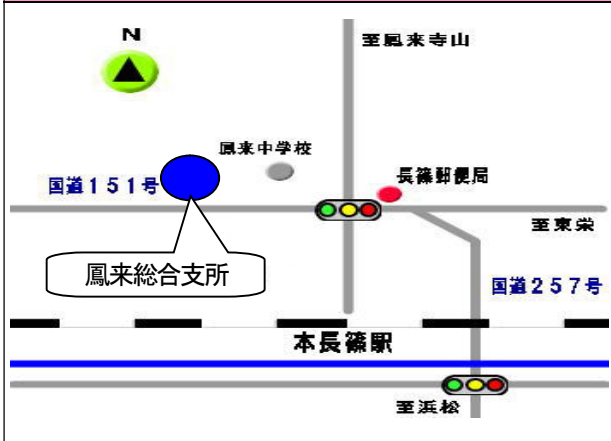 N
至鳳来寺山
鳳来中学校
長篠郵便局
国道151号
至東栄
鳳来総合支所
国道257号
本長篠駅
至浜松